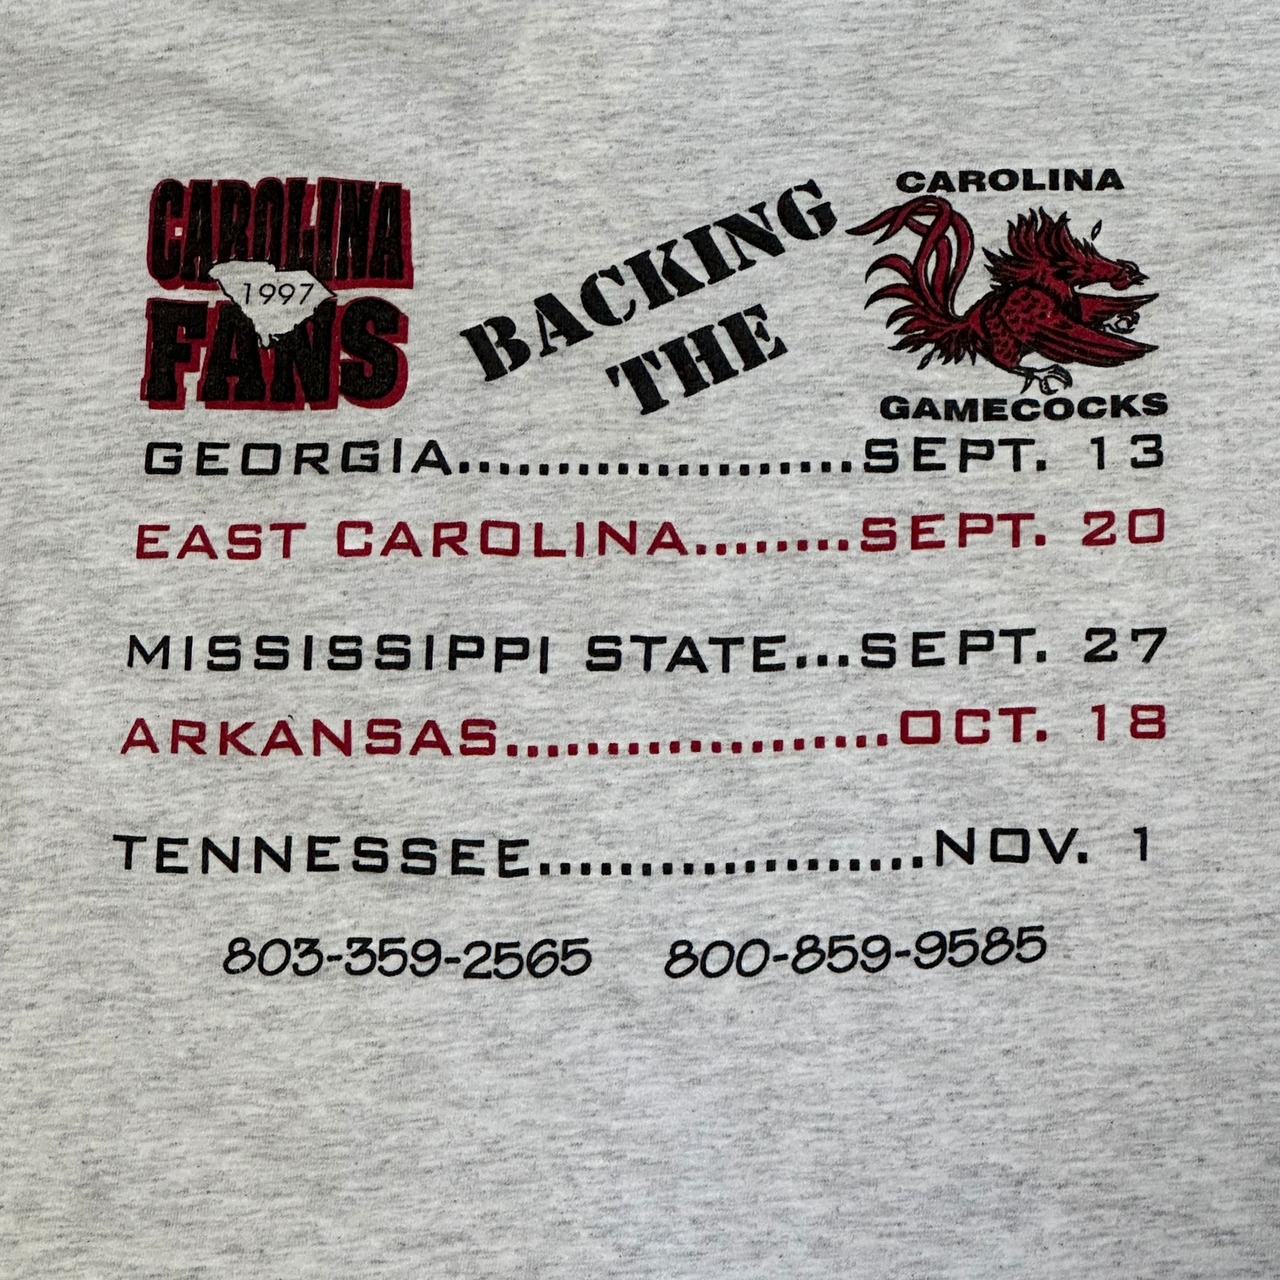 CAROLINA
1997
FANS
BACKING
THE
CAROLINA
GAMECOCKS
GEORGIA.....................SEPT. 13
EAST CAROLINA........SEPT. 20
MISSISSIPPI STATE...SEPT. 27
ARKANSAS....................OCT. 18
TENNESSEE....................NOV. 1
803-359-2565 800-859-9585